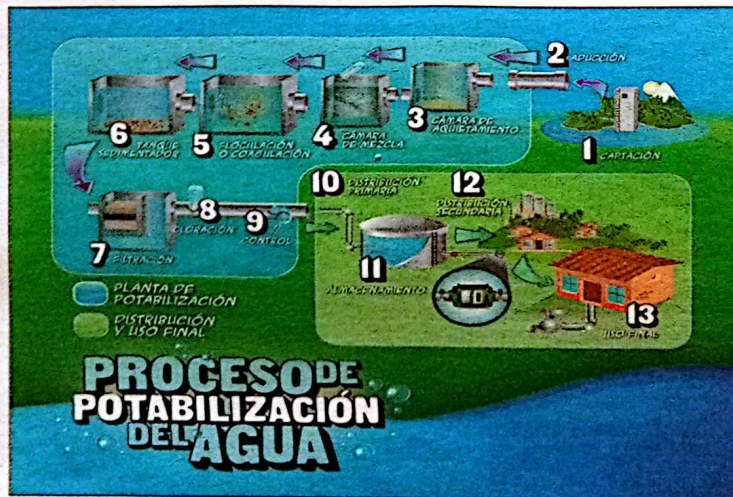 1 CAPTACIÓN
2 ADUCCIÓN
3 CÁMARA DE
AQUIETAMIENTO
4 CÁMARA
DE MEZCLA
5 FLOCULACIÓN
O COAGULACIÓN
6 TANQUE
SEDIMENTADOR
7 FILTRACIÓN
8 CLORACIÓN
9 CONTROL
10 DISTRIBUCIÓN
PRIMARIA
11 ALMACENAMIENTO
12 DISTRIBUCIÓN
SECUNDARIA
13 USO FINAL
PLANTA DE
POTABILIZACIÓN
DISTRIBUCIÓN
Y USO FINAL
PROCESO DE
POTABILIZACIÓN
DEL AGUA